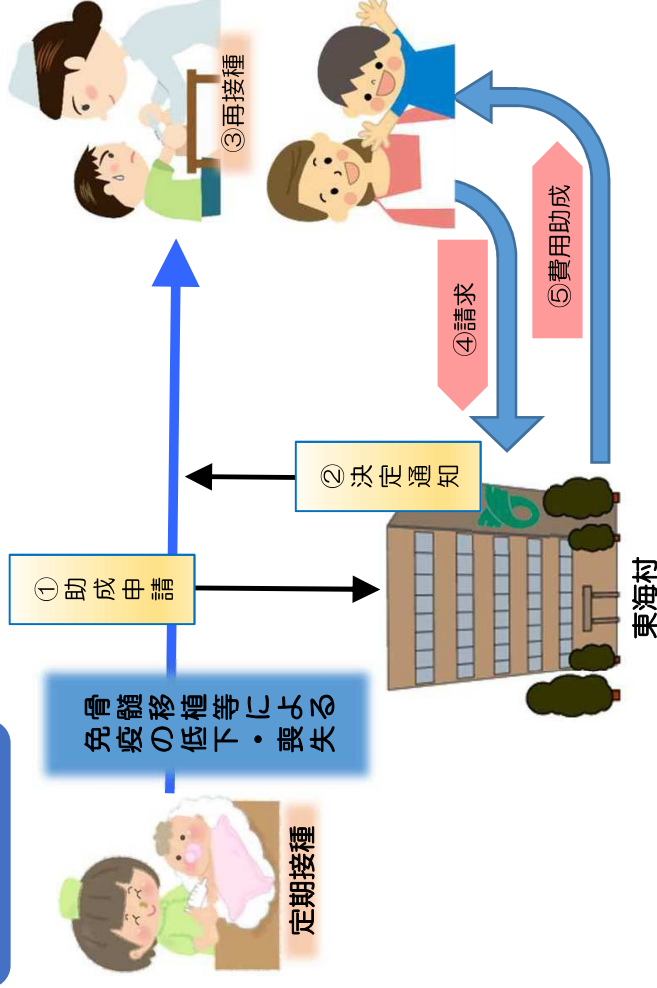 定期接種
骨髄移植等による
免疫の低下・喪失
①助成申請
②決定通知
③再接種
④請求
⑤費用助成
東海村